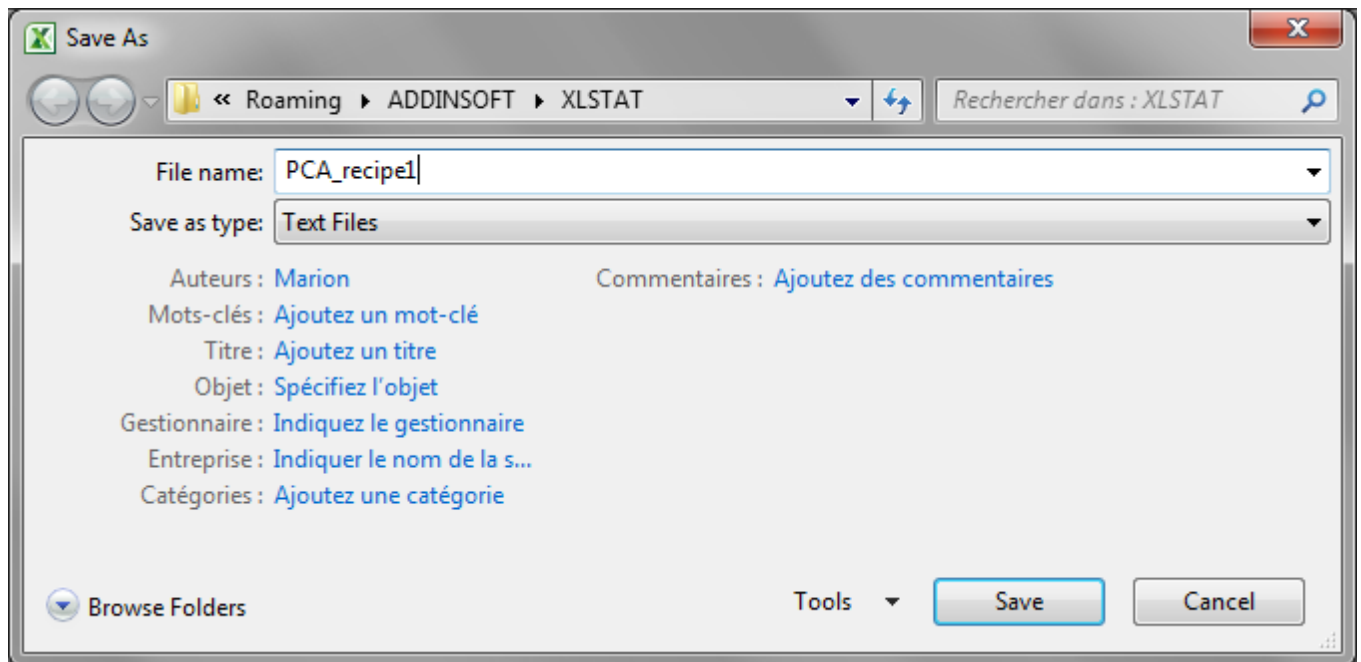 Save As
« Roaming ▸ ADDINSOFT ▸ XLSTAT Rechercher dans : XLSTAT
File name: PCA_recipe1
Save as type: Text Files
Auteurs : Marion Commentaires : Ajoutez des commentaires
Mots-clés : Ajoutez un mot-clé
Titre : Ajoutez un titre
Objet : Spécifiez l'objet
Gestionnaire : Indiquez le gestionnaire
Entreprise : Indiquer le nom de la s...
Catégories : Ajoutez une catégorie
Browse Folders Tools Save Cancel